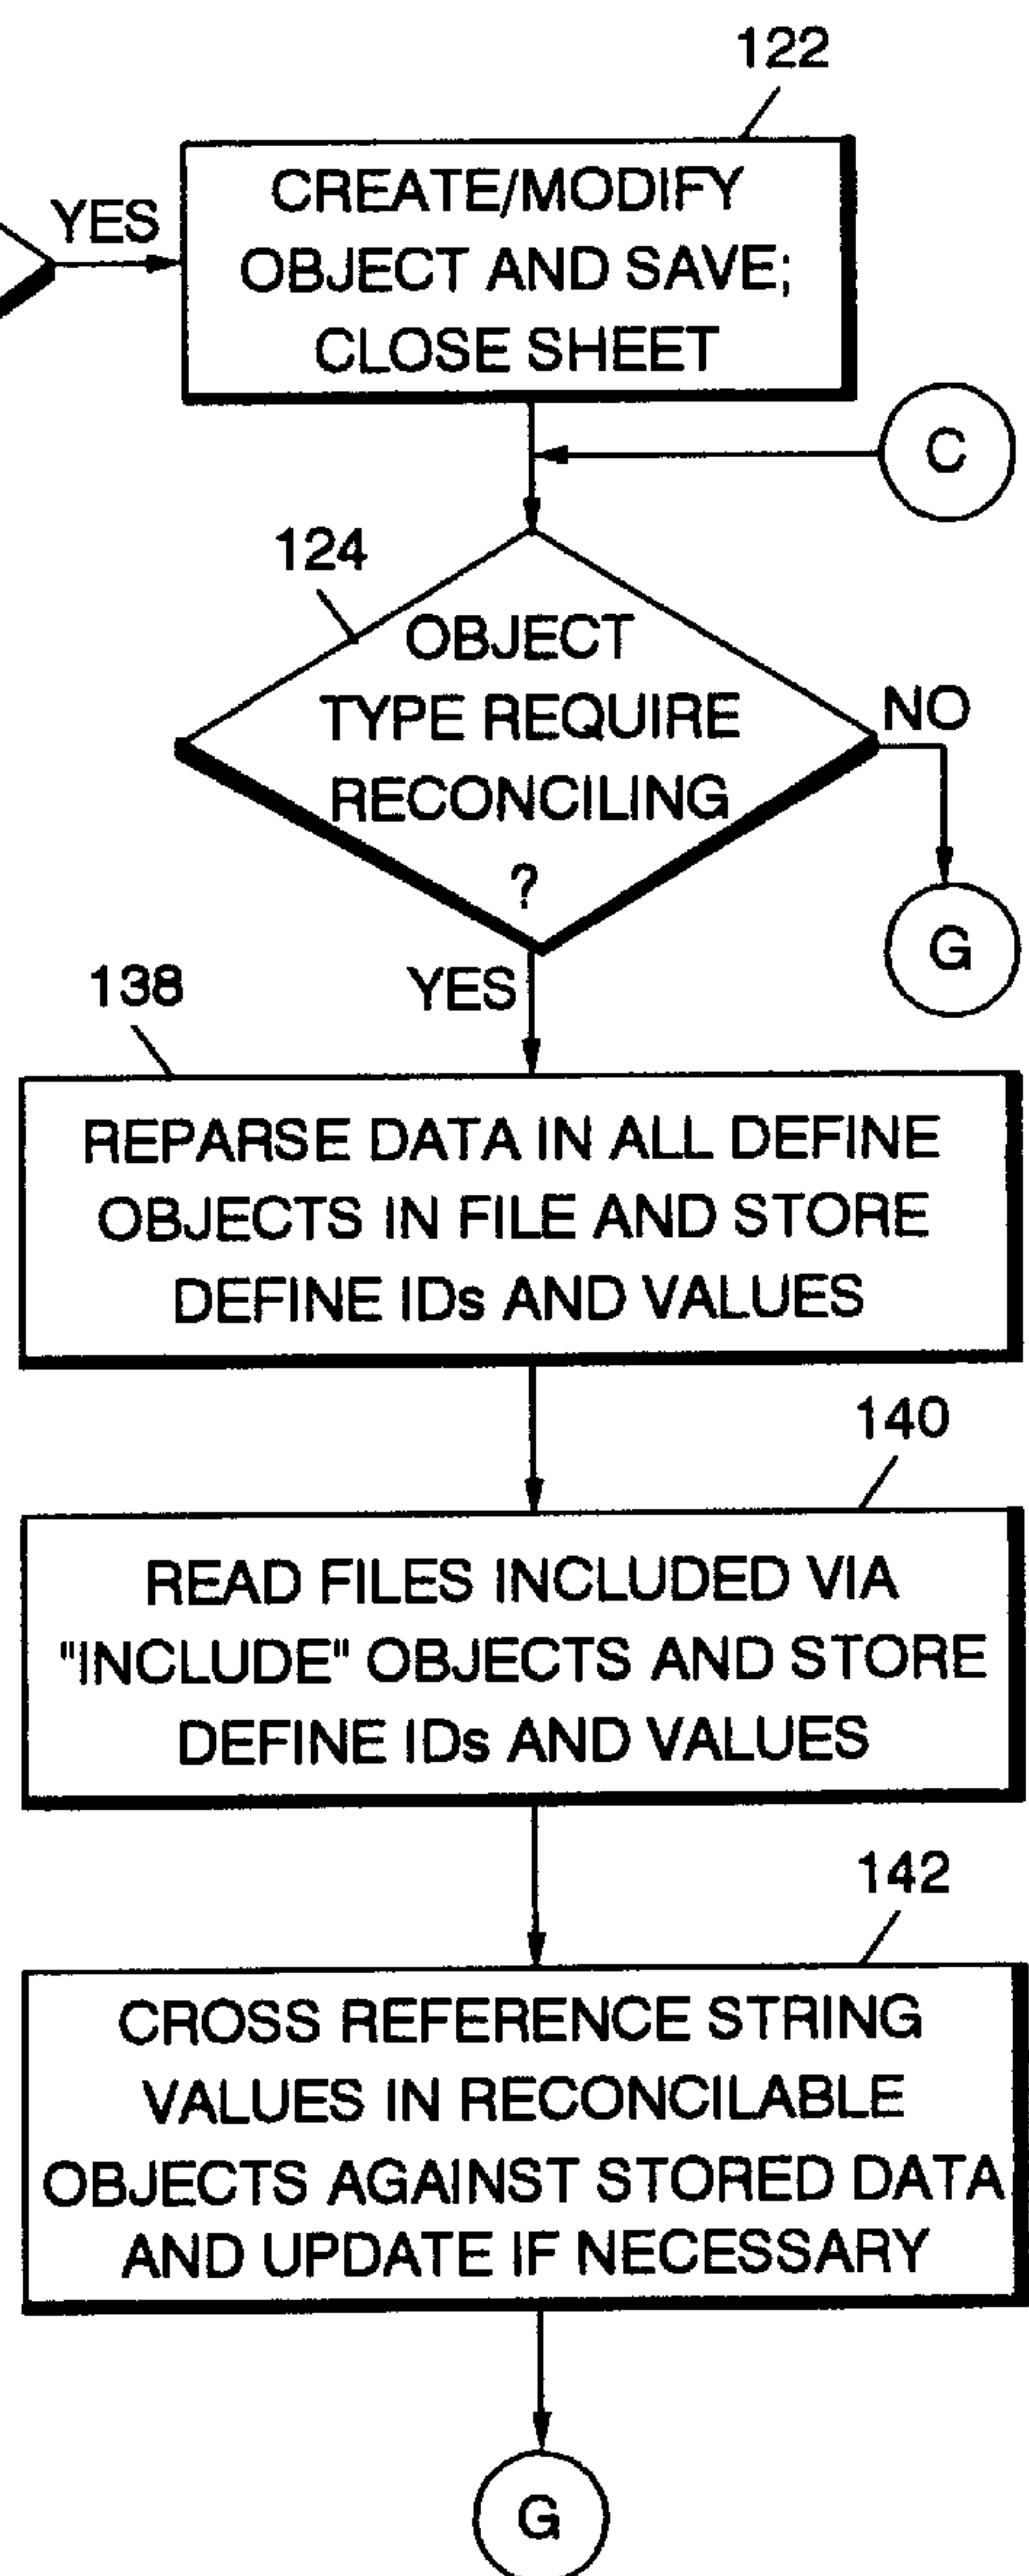 122
YES
CREATE/MODIFY
OBJECT AND SAVE;
CLOSE SHEET
C
124
OBJECT
TYPE REQUIRE
RECONCILING
?
NO
G
YES
138
REPARSE DATA IN ALL DEFINE
OBJECTS IN FILE AND STORE
DEFINE IDs AND VALUES
140
READ FILES INCLUDED VIA
"INCLUDE" OBJECTS AND STORE
DEFINE IDs AND VALUES
142
CROSS REFERENCE STRING
VALUES IN RECONCILABLE
OBJECTS AGAINST STORED DATA
AND UPDATE IF NECESSARY
G